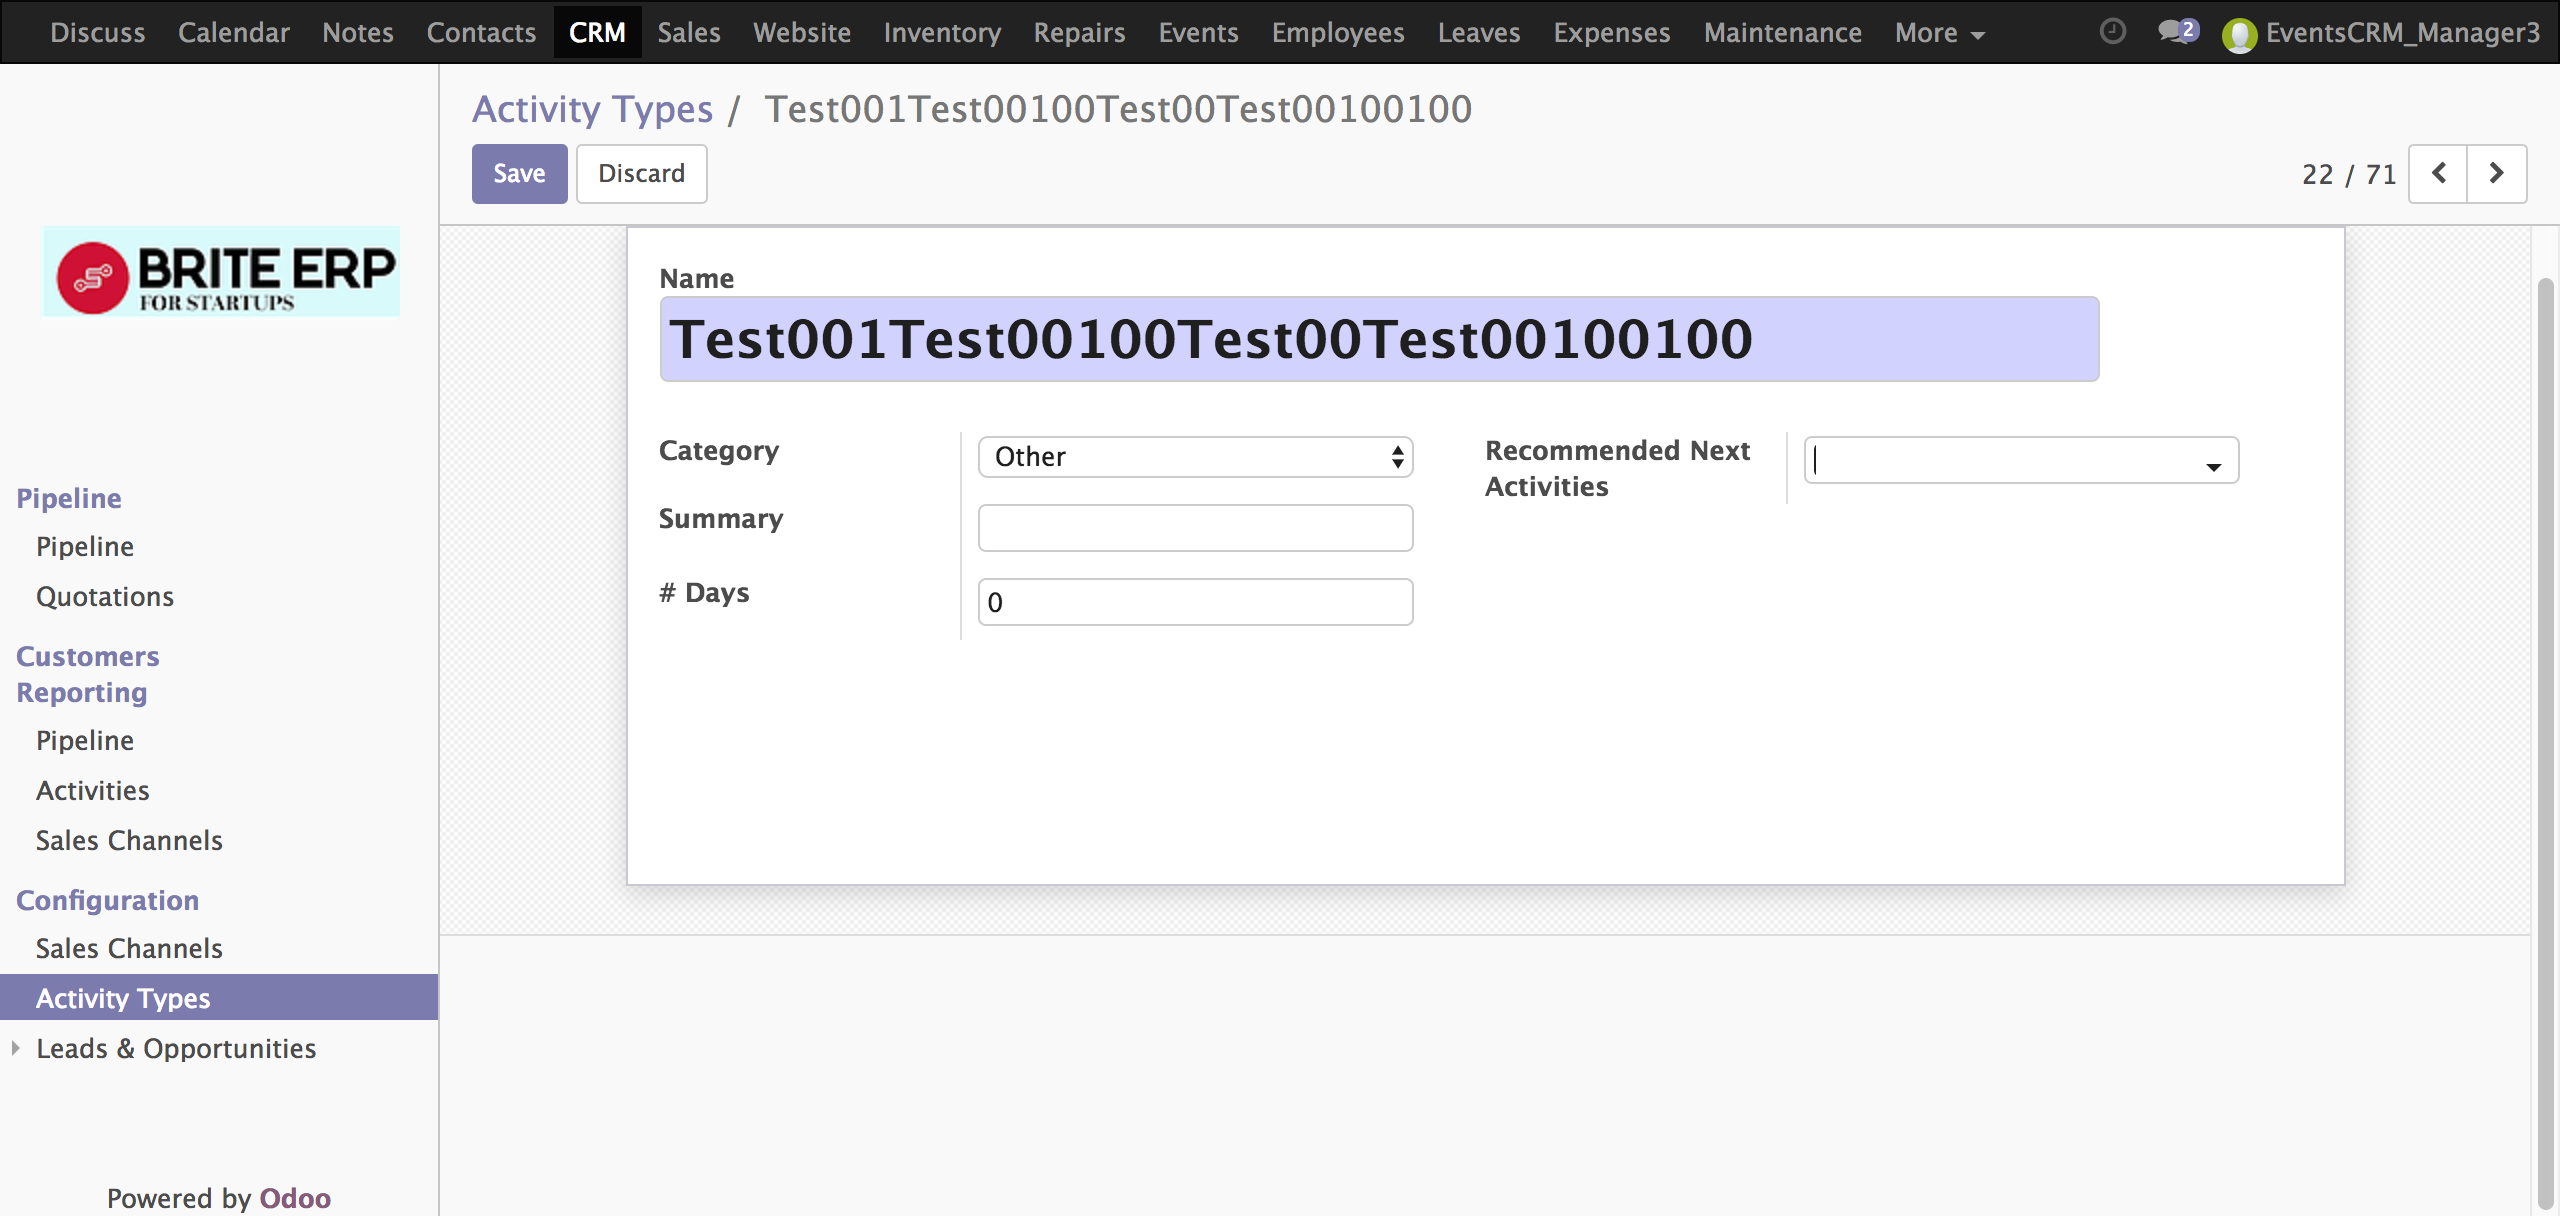 Discuss Calendar Notes Contacts CRM Sales Website Inventory Repairs Events Employees Leaves Expenses Maintenance More 2 EventsCRM_Manager3
Activity Types / Test001Test00100Test00Test00100100
Save Discard 22 / 71
BRITE ERP
FOR STARTUPS
Pipeline
Pipeline
Quotations
Customers
Reporting
Pipeline
Activities
Sales Channels
Configuration
Sales Channels
Activity Types
Leads & Opportunities
Powered by Odoo
Name
Test001Test00100Test00Test00100100
Category Other
Summary
# Days 0
Recommended Next
Activities